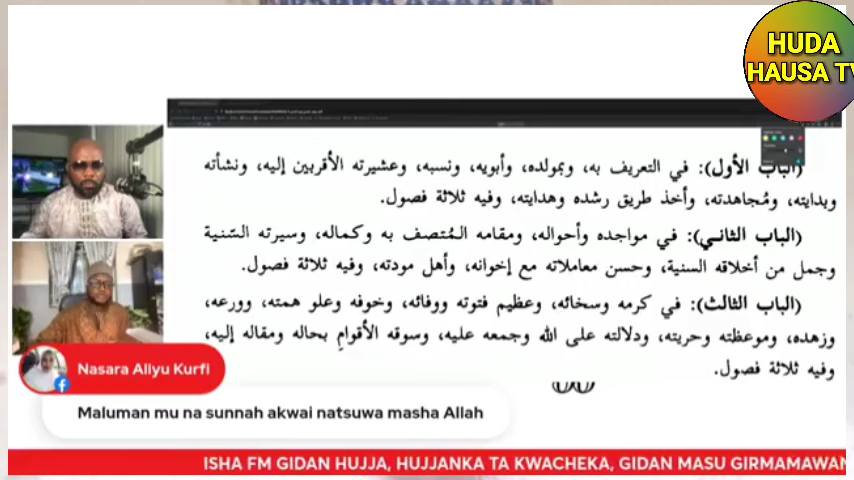 HUDA
HAUSA TV
(الباب الأول): في التعريف به، وبمولده، وأبويه، ونسبه، وعشيرته الأقربين إليه، ونشأته
وبدايته، ومُجاهدته، وأخذ طريق رشده وهدايته، وفيه ثلاثة فصول.
(الباب الثاني): في مواجده وأحواله، ومقامه المُتصف به وكماله، وسيرته السّنية
وجمل من أخلاقه السنية، وحسن معاملاته مع إخوانه، وأهل مودته، وفيه ثلاثة فصول.
(الباب الثالث): في كرمه وسخائه، وعظيم فتوته ووفائه، وخوفه وعلو همته، وورعه،
وزهده، وموعظته وحريته، ودلالته على الله وجمعه عليه، وسوقه الأقوامِ بحاله ومقاله إليه،
وفيه ثلاثة فصول.
Nasara Aliyu Kurfi
Maluman mu na sunnah akwai natsuwa masha Allah
ISHA FM GIDAN HUJJA, HUJJANKA TA KWACHEKA, GIDAN MASU GIRMAMAWAN